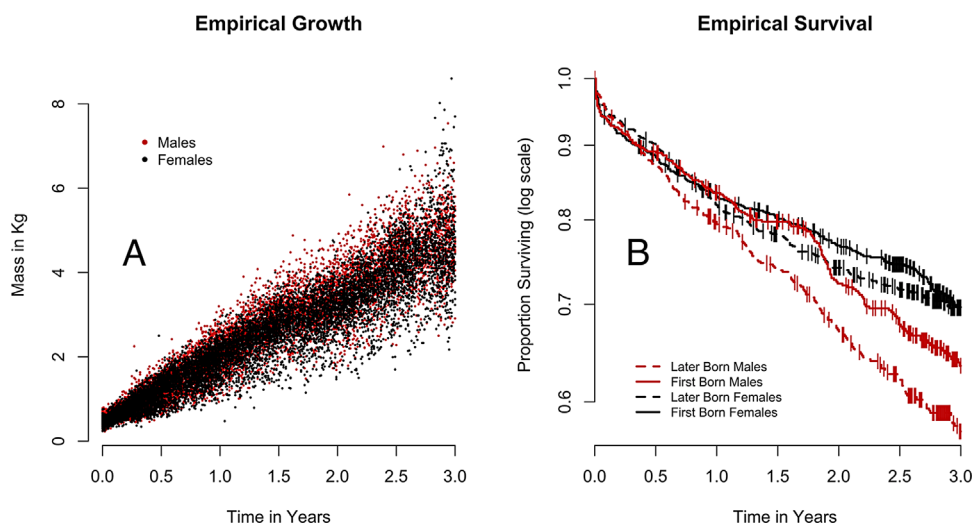 Empirical Growth
Mass in Kg
8
6
4
2
0
Males
Females
A
0.0 0.5 1.0 1.5 2.0 2.5 3.0
Time in Years
Empirical Survival
Proportion Surviving (log scale)
1.0
0.9
0.8
0.7
0.6
B
Later Born Males
First Born Males
Later Born Females
First Born Females
0.0 0.5 1.0 1.5 2.0 2.5 3.0
Time in Years